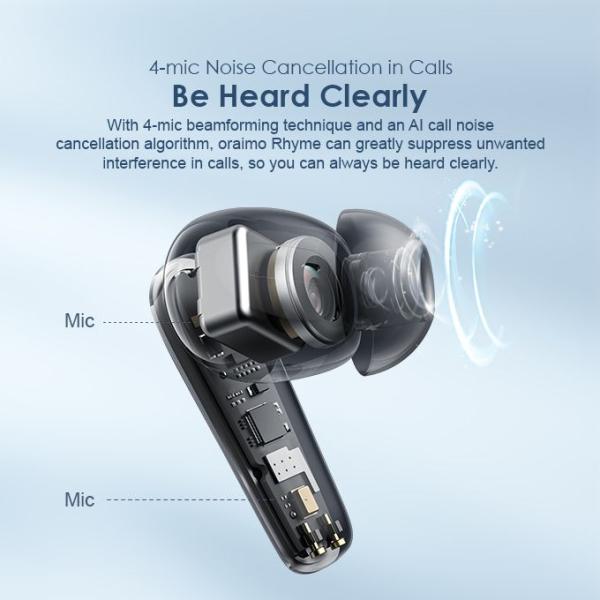 4-mic Noise Cancellation in Calls
Be Heard Clearly
With 4-mic beamforming technique and an AI call noise
cancellation algorithm, oraimo Rhyme can greatly suppress unwanted
interference in calls, so you can always be heard clearly.
Mic
Mic